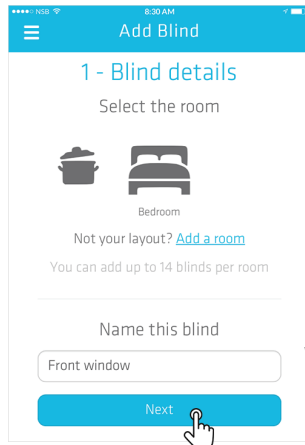 NSB 8:30 AM
Add Blind
1 - Blind details
Select the room
Bedroom
Not your layout? Add a room
You can add up to 14 blinds per room
Name this blind
Front window
Next